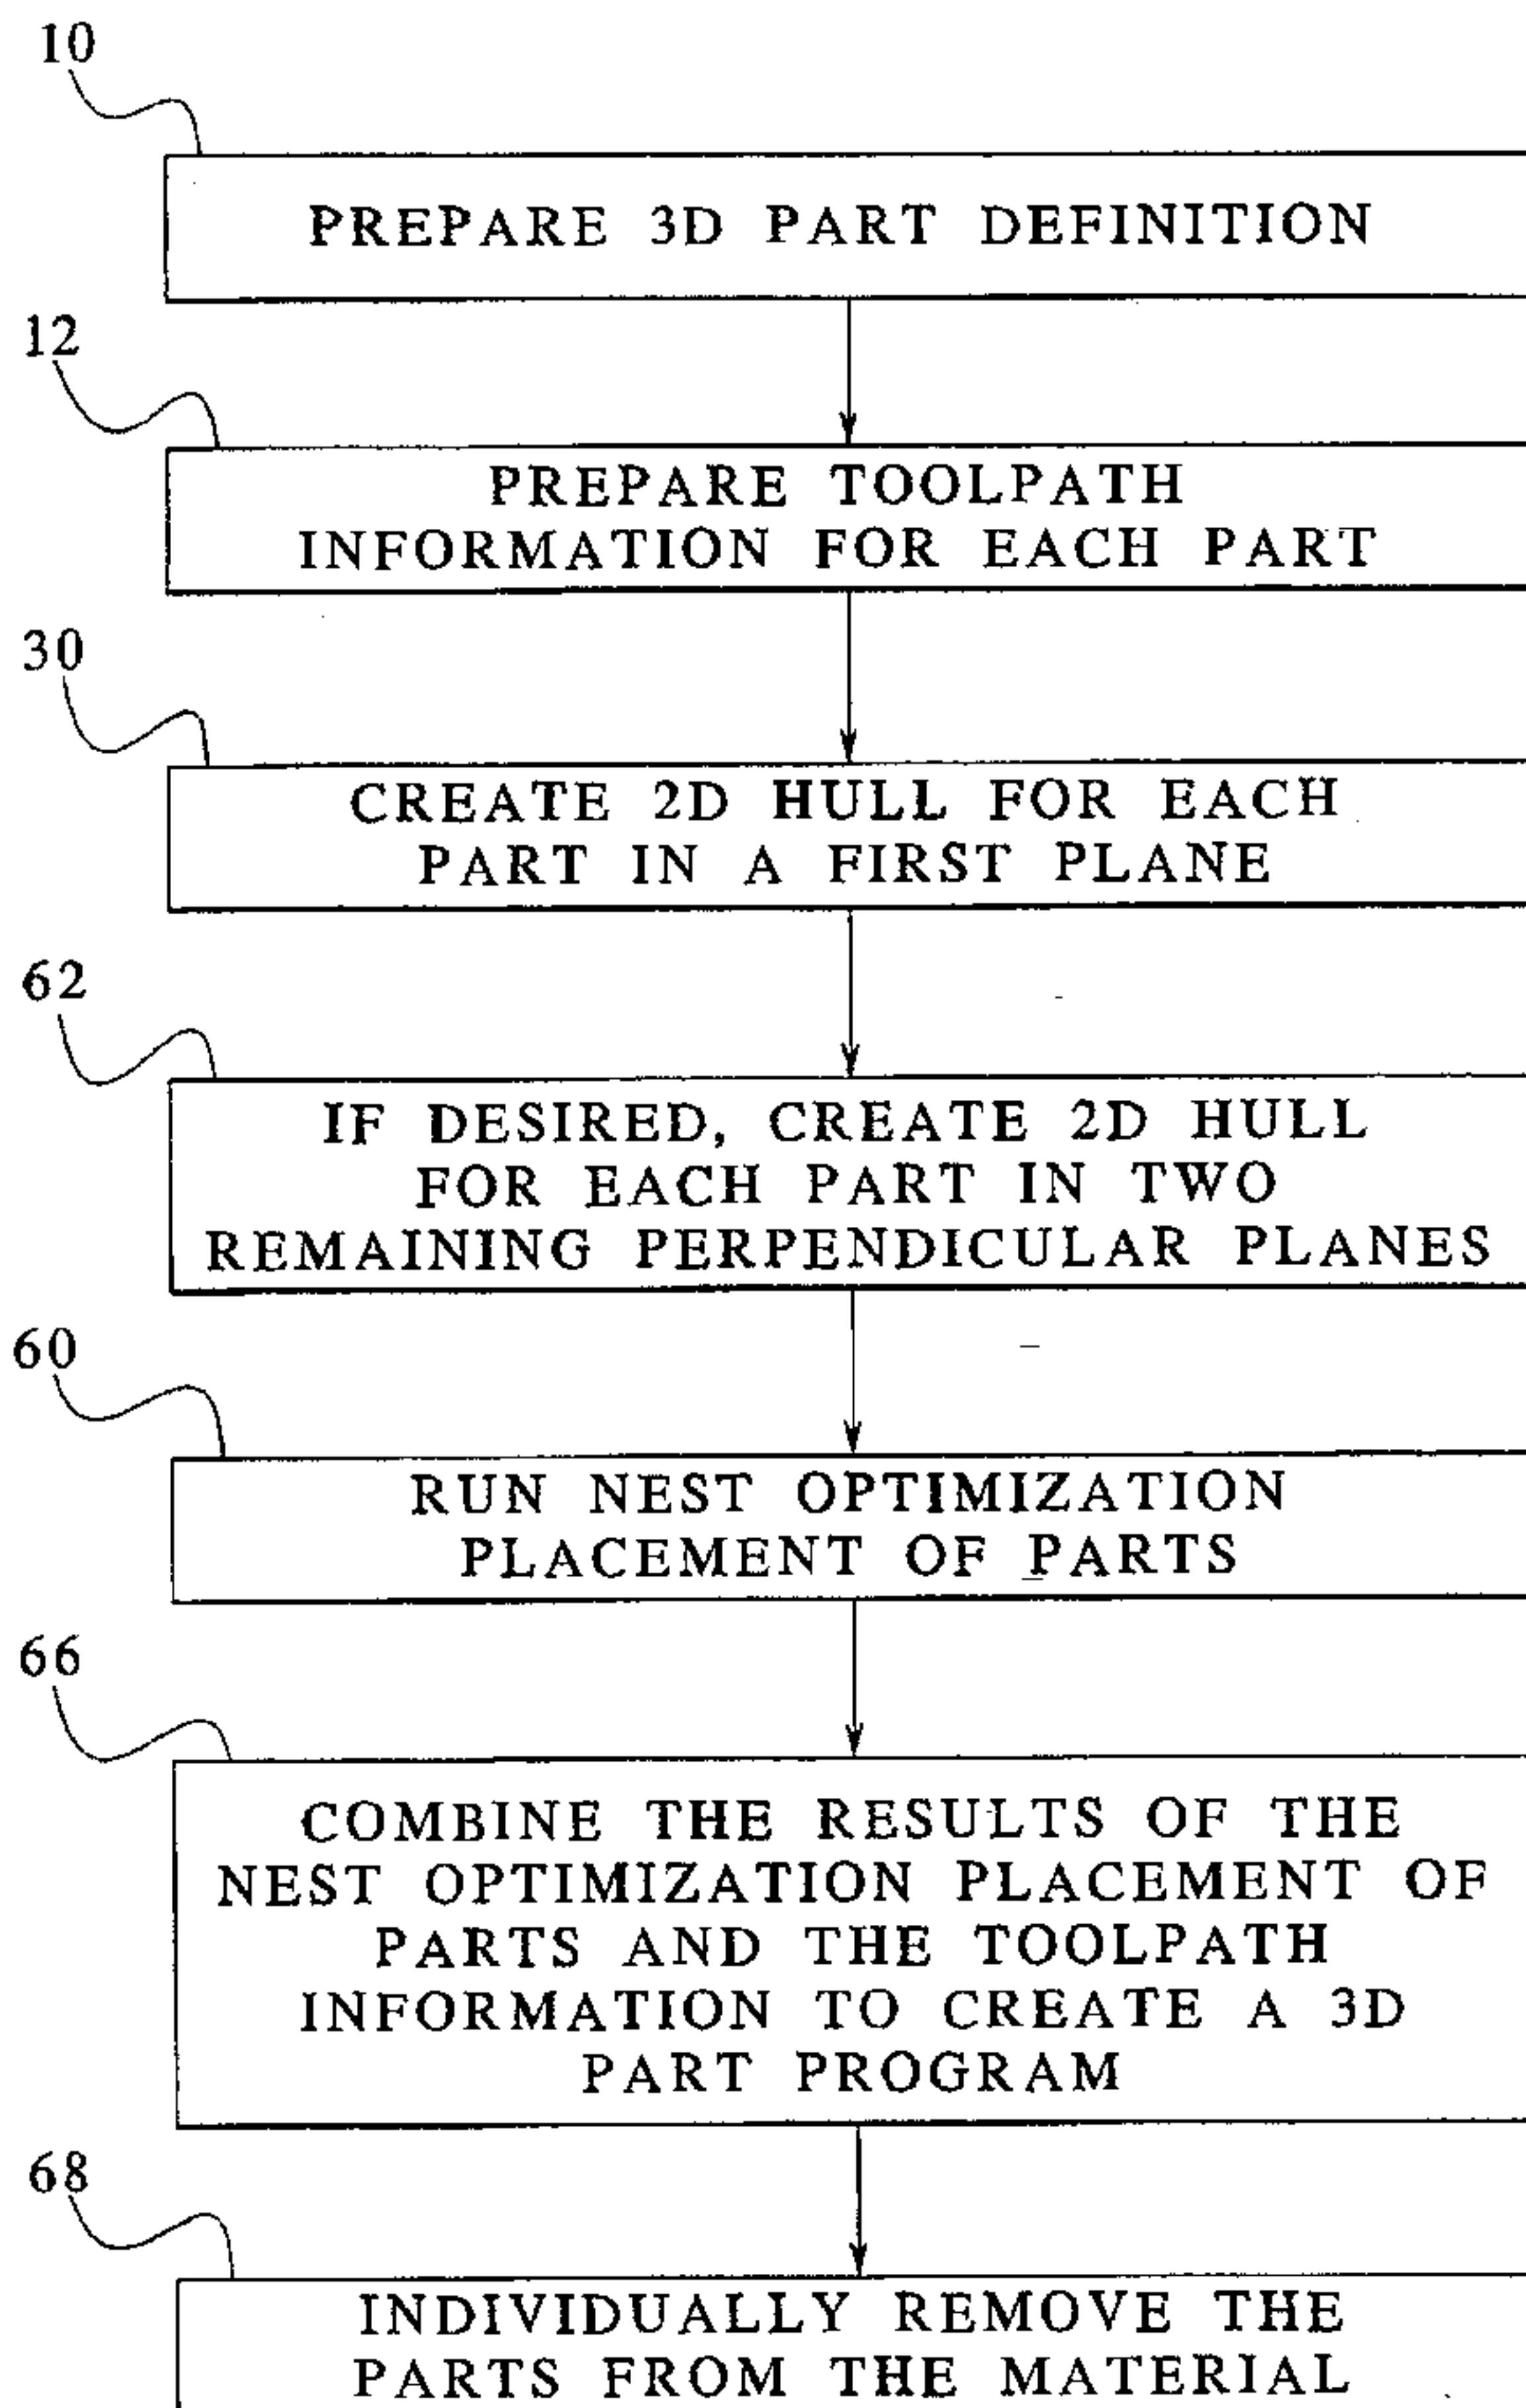 10
PREPARE 3D PART DEFINITION
12
PREPARE TOOLPATH
INFORMATION FOR EACH PART
30
CREATE 2D HULL FOR EACH
PART IN A FIRST PLANE
62
IF DESIRED, CREATE 2D HULL
FOR EACH PART IN TWO
REMAINING PERPENDICULAR PLANES
60
RUN NEST OPTIMIZATION
PLACEMENT OF PARTS
66
COMBINE THE RESULTS OF THE
NEST OPTIMIZATION PLACEMENT OF
PARTS AND THE TOOLPATH
INFORMATION TO CREATE A 3D
PART PROGRAM
68
INDIVIDUALLY REMOVE THE
PARTS FROM THE MATERIAL